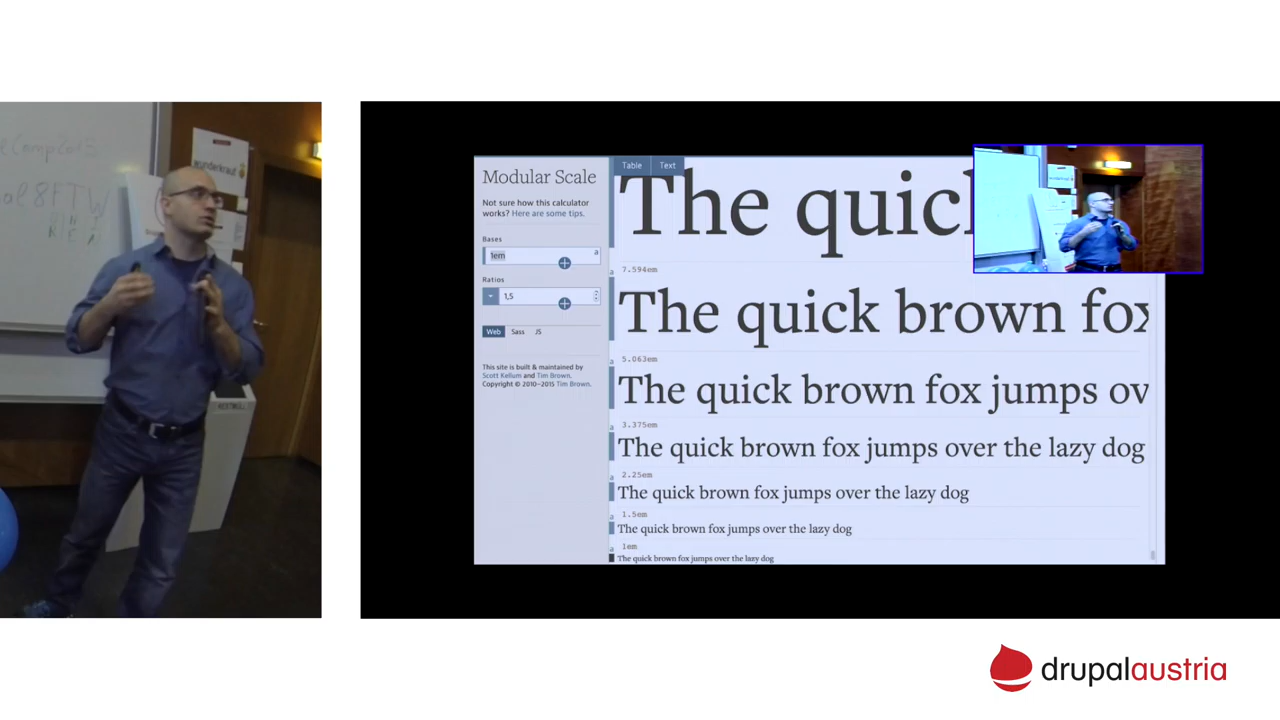 wunderkraut
Table
Text
Modular Scale
Not sure how this calculator
works? Here are some tips.
Bases
1em
a
Ratios
1,5
Web
Sass
JS
This site is built & maintained by
Scott Kellum and Tim Brown.
Copyright © 2010–2015 Tim Brown.
The quic
a
7.594em
The quick brown fox
a
5.063em
The quick brown fox jumps ov
a
3.375em
The quick brown fox jumps over the lazy dog
a
2.25em
The quick brown fox jumps over the lazy dog
a
1.5em
The quick brown fox jumps over the lazy dog
a
1em
The quick brown fox jumps over the lazy dog
drupalaustria